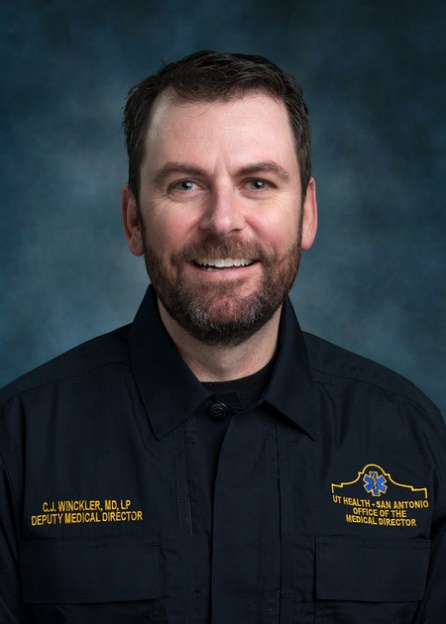 C.J. WINCKLER, MD, LP
DEPUTY MEDICAL DIRECTOR
UT HEALTH - SAN ANTONIO
OFFICE OF THE
MEDICAL DIRECTOR